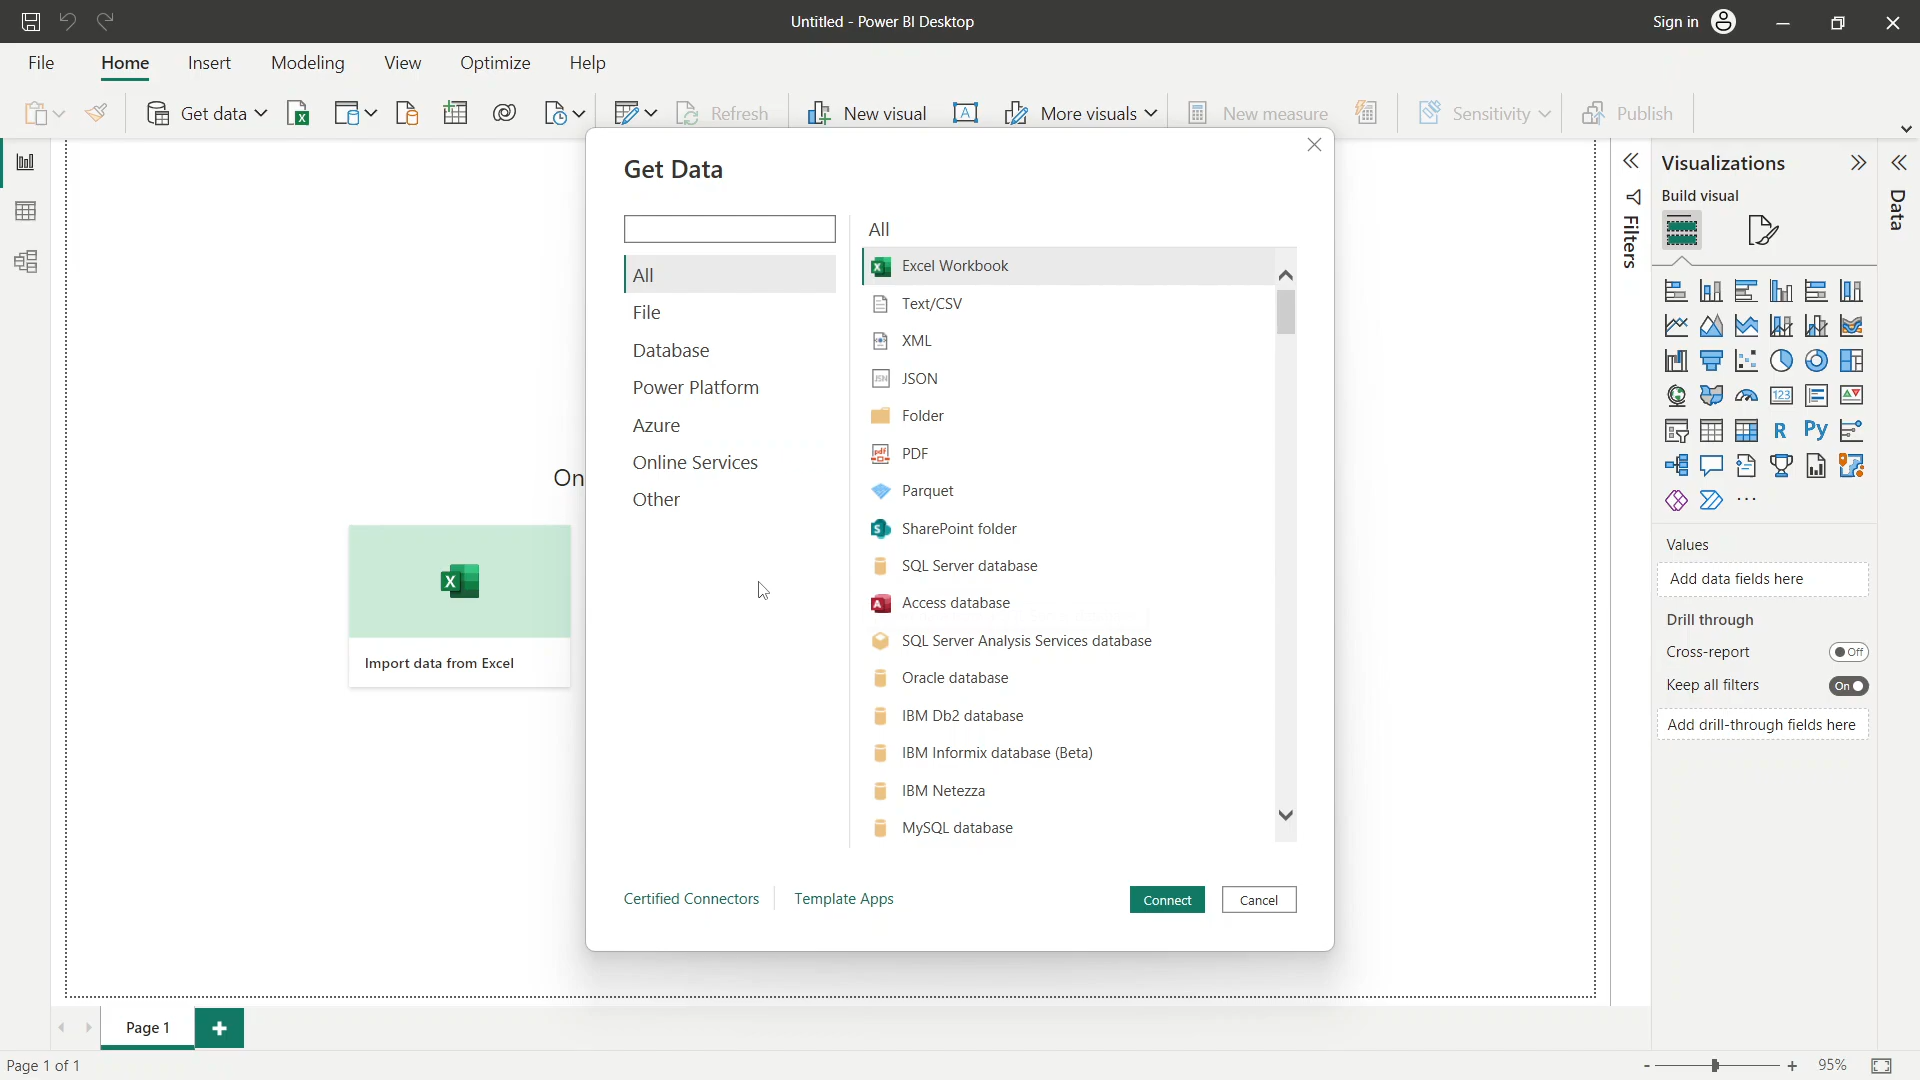 Untitled - Power BI Desktop
Sign in
File Home Insert Modeling View Optimize Help
Get data
Refresh
New visual
More visuals
New measure
Sensitivity
Publish
Get Data
All
File
Database
Power Platform
Azure
Online Services
Other
All
Excel Workbook
Text/CSV
XML
JSON
Folder
PDF
Parquet
SharePoint folder
SQL Server database
Access database
SQL Server Analysis Services database
Oracle database
IBM Db2 database
IBM Informix database (Beta)
IBM Netezza
MySQL database
Certified Connectors
Template Apps
Connect
Cancel
On
Import data from Excel
Filters
Visualizations
Build visual
123
R
Py
Values
Add data fields here
Drill through
Cross-report
Off
Keep all filters
On
Add drill-through fields here
Data
Page 1
Page 1 of 1
95%